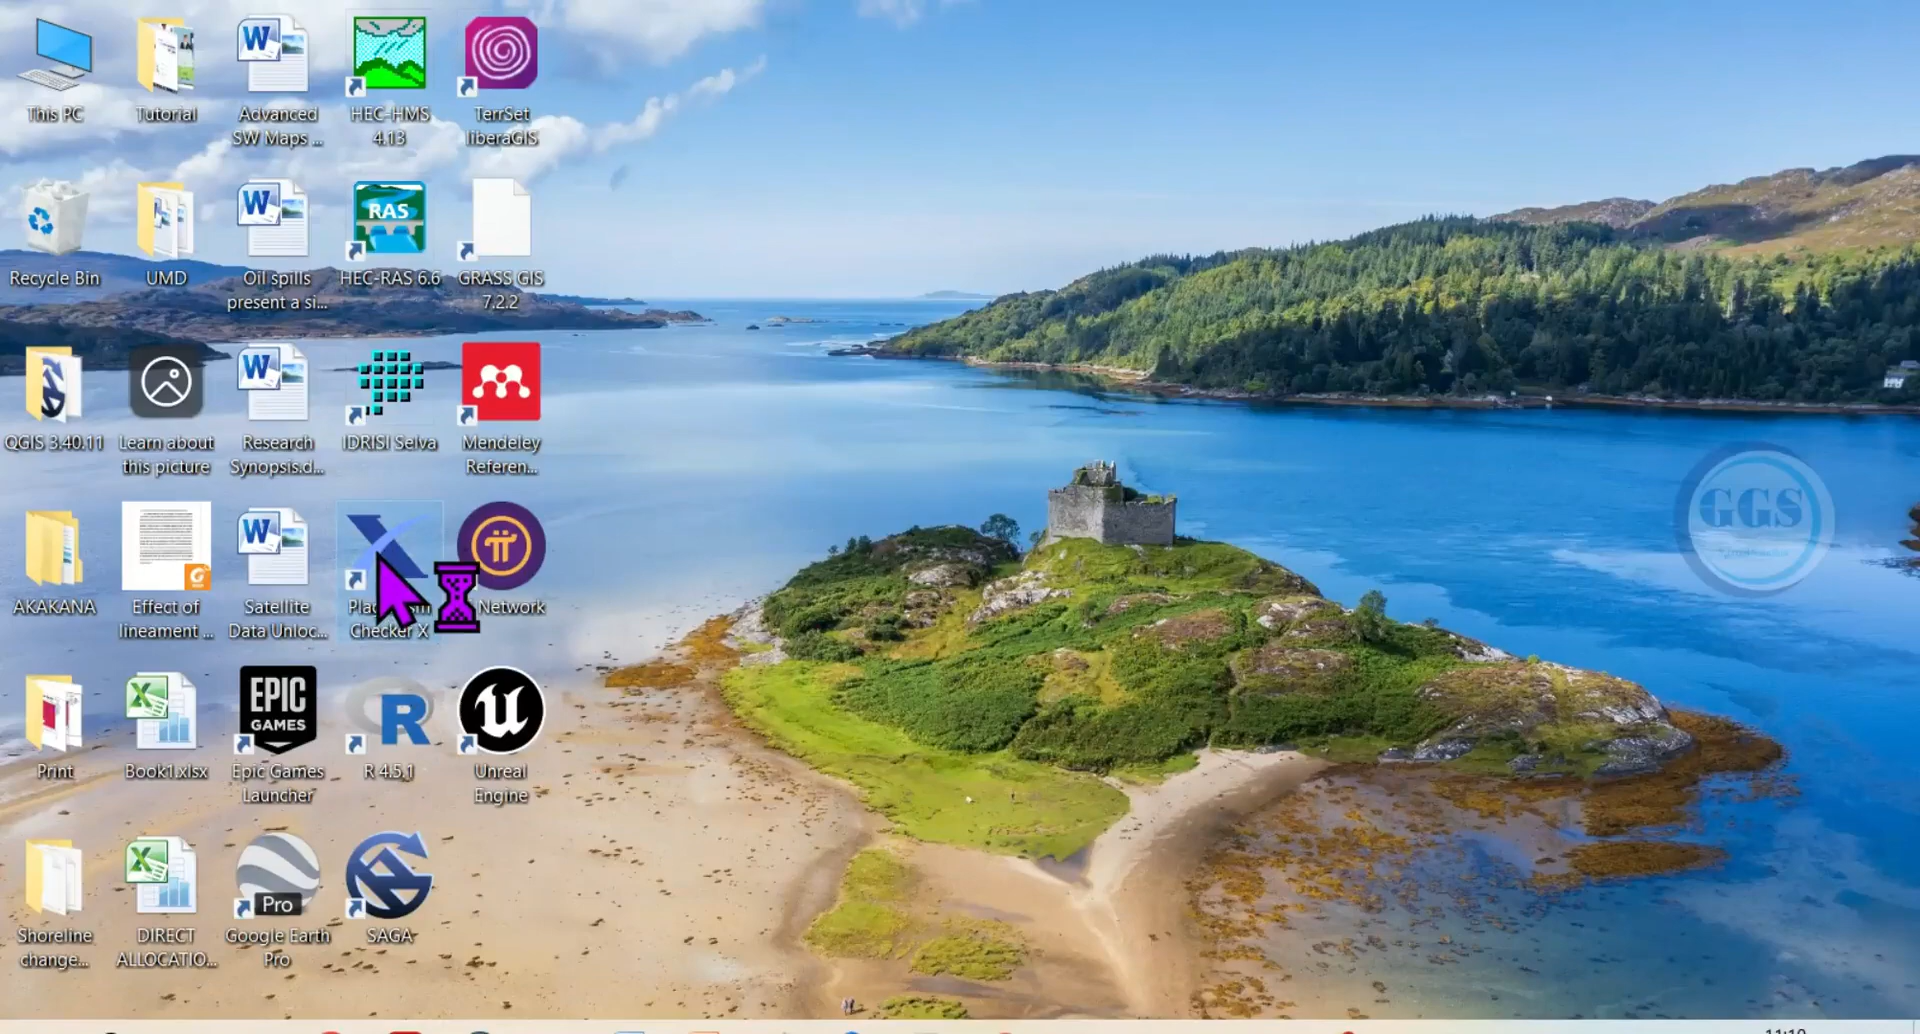 This PC
Tutorial
Advanced
SW Maps ...
HEC-HMS
4.13
TerrSet
liberaGIS
RAS
Recycle Bin
UMD
Oil spills
present a si...
HEC-RAS 6.6
GRASS GIS
7.2.2
QGIS 3.40.11
Learn about
this picture
Research
Synopsis.d...
IDRISI Selva
Mendeley
Referen...
GGS
AKAKANA
Effect of
lineament ...
Satellite
Data Unloc...
Checker X
Network
EPIC
GAMES
Print
Book1.xlsx
Epic Games
Launcher
R
R 4.5.1
Unreal
Engine
Pro
Shoreline
change...
DIRECT
ALLOCATIO...
Google Earth
Pro
SAGA